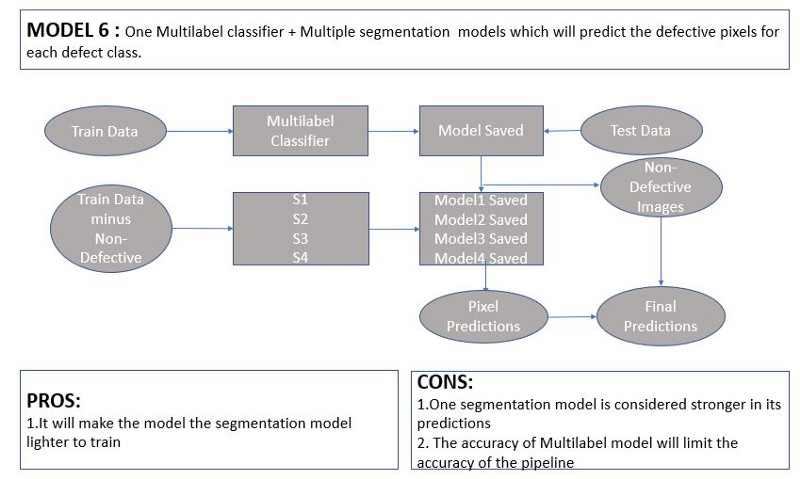 MODEL 6 : One Multilabel classifier + Multiple segmentation models which will predict the defective pixels for
each defect class.
Train Data
Multilabel
Classifier
Model Saved
Test Data
Non-
Defective
Images
Train Data
minus
Non-
Defective
S1
S2
S3
S4
Model1 Saved
Model2 Saved
Model3 Saved
Model4 Saved
Pixel
Predictions
Final
Predictions
PROS:
1.It will make the model the segmentation model
lighter to train
CONS:
1.One segmentation model is considered stronger in its
predictions
2. The accuracy of Multilabel model will limit the
accuracy of the pipeline